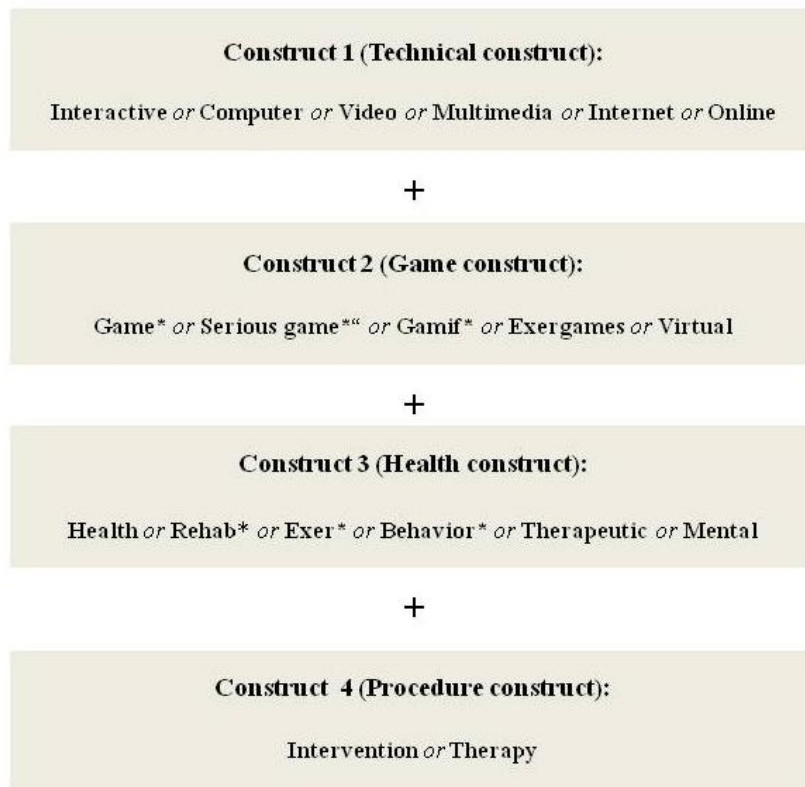 Construct 1 (Technical construct):
Interactive or Computer or Video or Multimedia or Internet or Online
+
Construct 2 (Game construct):
Game* or Serious game*“ or Gamif* or Exergames or Virtual
+
Construct 3 (Health construct):
Health or Rehab* or Exer* or Behavior* or Therapeutic or Mental
+
Construct 4 (Procedure construct):
Intervention or Therapy